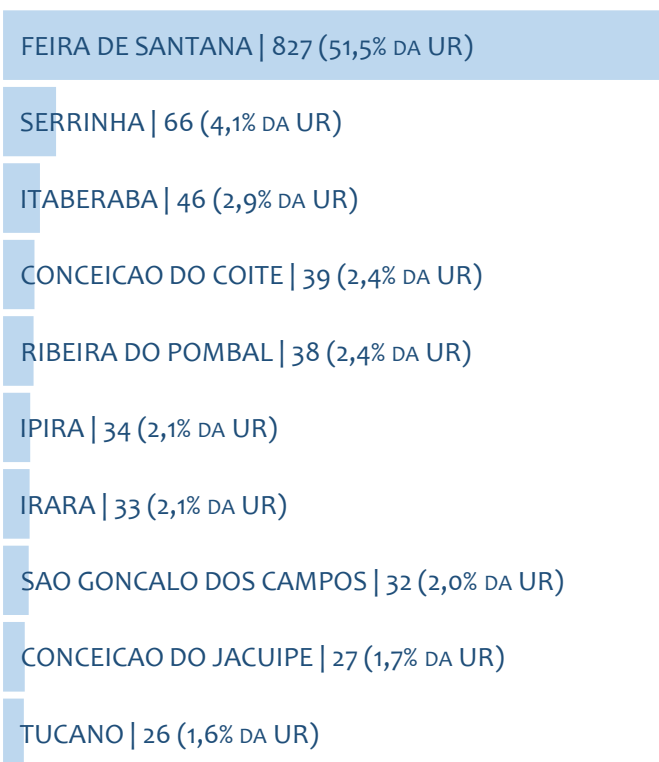 FEIRA DE SANTANA | 827 (51,5% DA UR)
SERRINHA | 66 (4,1% DA UR)
ITABERABA | 46 (2,9% DA UR)
CONCEICAO DO COITE | 39 (2,4% DA UR)
RIBEIRA DO POMBAL | 38 (2,4% DA UR)
IPIRA | 34 (2,1% DA UR)
IRARA | 33 (2,1% DA UR)
SAO GONCALO DOS CAMPOS | 32 (2,0% DA UR)
CONCEICAO DO JACUIPE | 27 (1,7% DA UR)
TUCANO | 26 (1,6% DA UR)